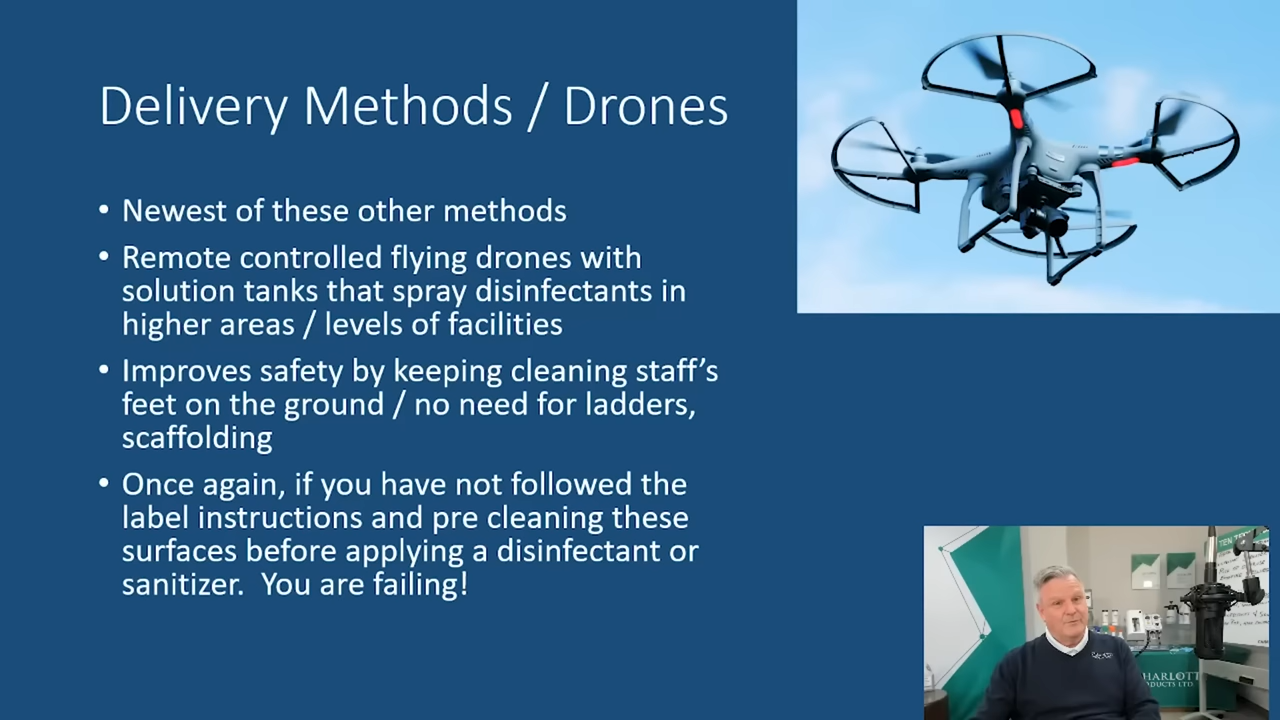 Delivery Methods / Drones
• Newest of these other methods
• Remote controlled flying drones with
solution tanks that spray disinfectants in
higher areas / levels of facilities
• Improves safety by keeping cleaning staff’s
feet on the ground / no need for ladders,
scaffolding
• Once again, if you have not followed the
label instructions and pre cleaning these
surfaces before applying a disinfectant or
sanitizer.  You are failing!
TEN
HARLOTT
DUCTS LTD